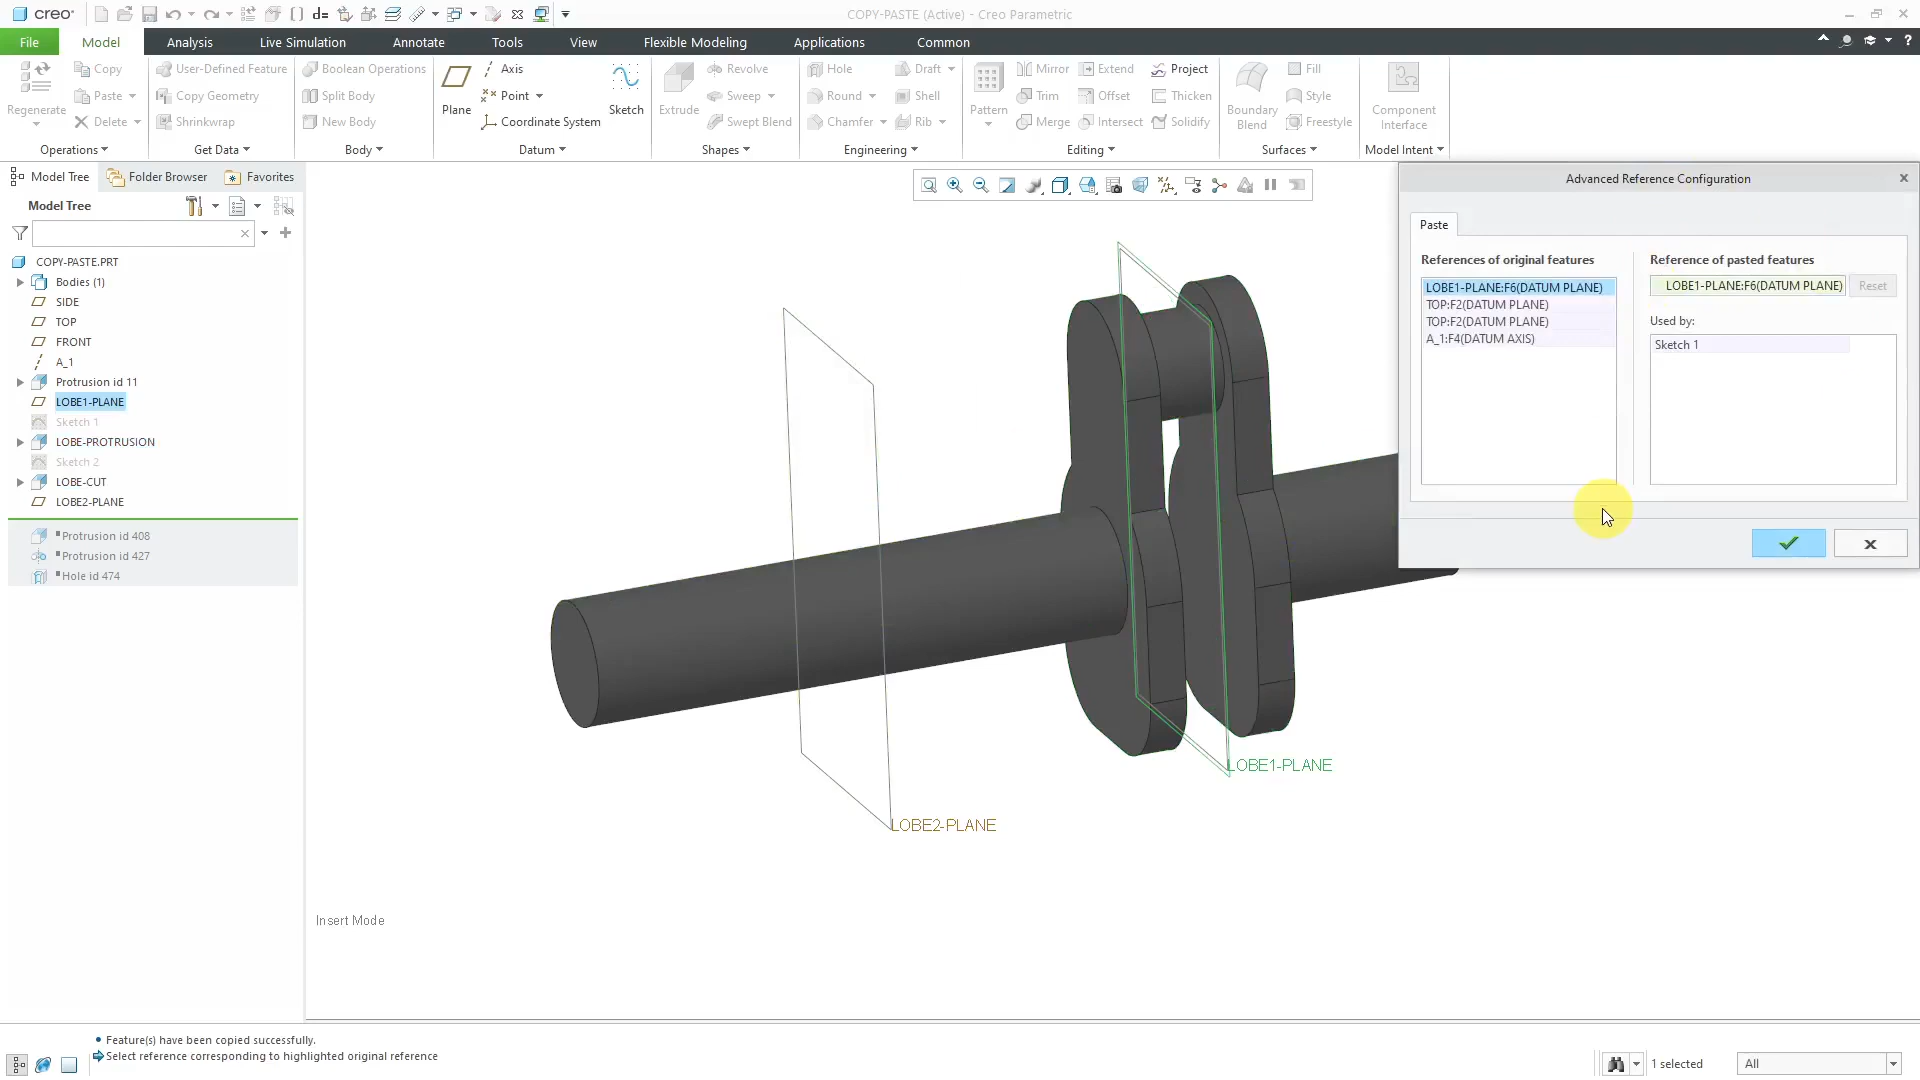 creo
COPY-PASTE (Active) - Creo Parametric
File Model Analysis Live Simulation Annotate Tools View Flexible Modeling Applications Common
Regenerate
Copy
Paste
Delete
Operations
User-Defined Feature
Copy Geometry
Shrinkwrap
Get Data
Boolean Operations
Split Body
New Body
Body
Plane
Axis
Point
Coordinate System
Sketch
Datum
Extrude
Revolve
Sweep
Swept Blend
Shapes
Hole
Round
Chamfer
Draft
Shell
Rib
Engineering
Pattern
Mirror
Trim
Merge
Extend
Offset
Intersect
Project
Thicken
Solidify
Editing
Boundary Blend
Fill
Style
Freestyle
Surfaces
Component Interface
Model Intent
Model Tree Folder Browser Favorites
Model Tree
COPY-PASTE.PRT
Bodies (1)
SIDE
TOP
FRONT
A_1
Protrusion id 11
LOBE1-PLANE
Sketch 1
LOBE-PROTRUSION
Sketch 2
LOBE-CUT
LOBE2-PLANE
Protrusion id 408
Protrusion id 427
Hole id 474
LOBE1-PLANE
LOBE2-PLANE
Insert Mode
Advanced Reference Configuration
Paste
References of original features
LOBE1-PLANE:F6(DATUM PLANE)
TOP:F2(DATUM PLANE)
TOP:F2(DATUM PLANE)
A_1:F4(DATUM AXIS)
Reference of pasted features
LOBE1-PLANE:F6(DATUM PLANE) Reset
Used by:
Sketch 1
Feature(s) have been copied successfully.
Select reference corresponding to highlighted original reference
1 selected
All